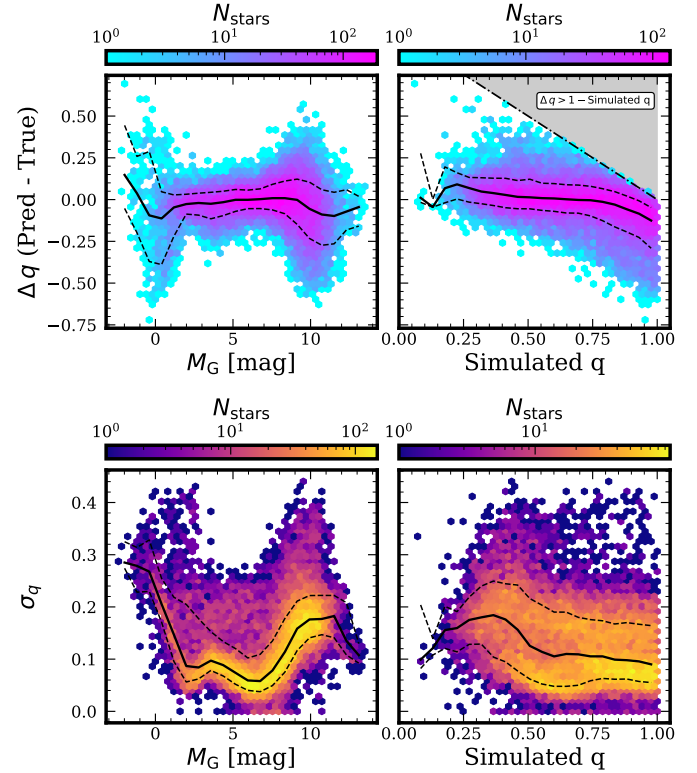 N_stars N_stars
10^0 10^1 10^2 10^0 10^1 10^2
0.50
0.25
0.00
−0.25
−0.50
−0.75
Δ q (Pred - True)
Δ q > 1 − Simulated q
0 5 10 0.00 0.25 0.50 0.75 1.00
M_G [mag] Simulated q
N_stars N_stars
10^0 10^1 10^2 10^0 10^1
0.4
0.3
0.2
0.1
0.0
σ_q
0 5 10 0.00 0.25 0.50 0.75 1.00
M_G [mag] Simulated q